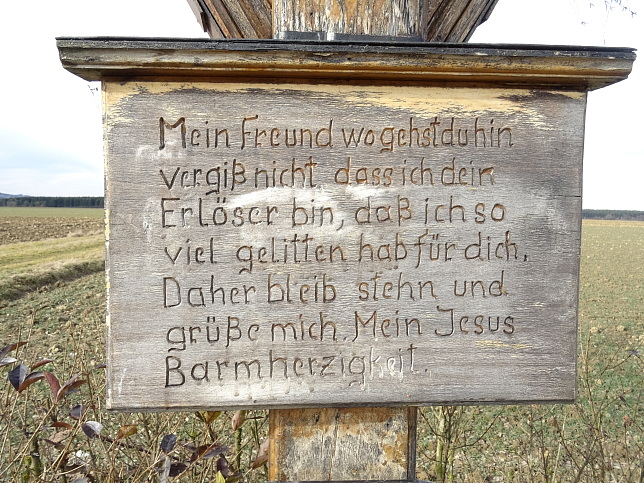 Mein Freund wo gehst du hin
vergiß nicht dass ich dein
Erlöser bin, daß ich so
viel gelitten hab für dich.
Daher bleib stehn und
grüße mich. Mein Jesus
Barmherzigkeit.